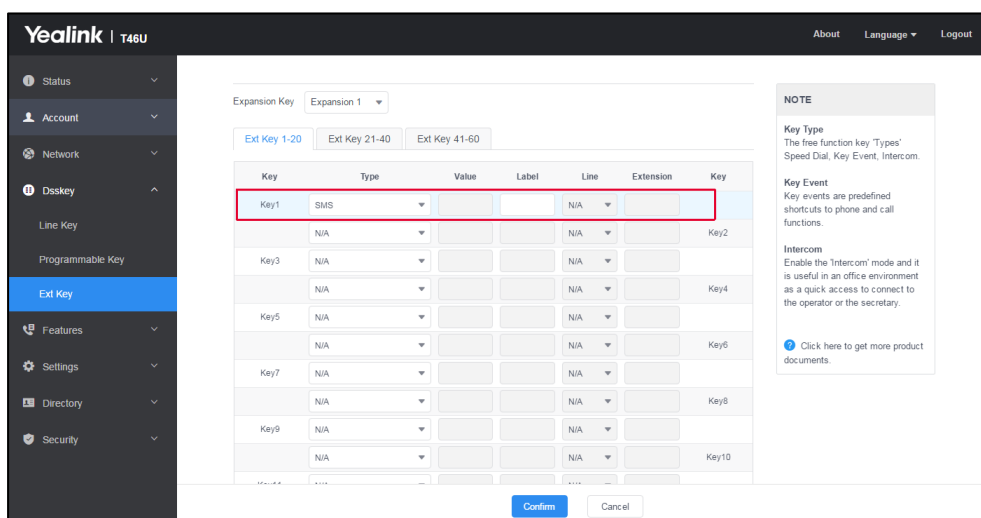 Yealink | T46U
About Language Logout
Status
Account
Network
Dsskey
Line Key
Programmable Key
Ext Key
Features
Settings
Directory
Security
Expansion Key Expansion 1
Ext Key 1-20 Ext Key 21-40 Ext Key 41-60
Key Type Value Label Line Extension Key
Key1 SMS N/A
N/A N/A Key2
Key3 N/A N/A
N/A N/A Key4
Key5 N/A N/A
N/A N/A Key6
Key7 N/A N/A
N/A N/A Key8
Key9 N/A N/A
N/A N/A Key10
Confirm Cancel
NOTE
Key Type
The free function key 'Types'
Speed Dial, Key Event, Intercom.
Key Event
Key events are predefined
shortcuts to phone and call
functions.
Intercom
Enable the 'Intercom' mode and it
is useful in an office environment
as a quick access to connect to
the operator or the secretary.
Click here to get more product
documents.